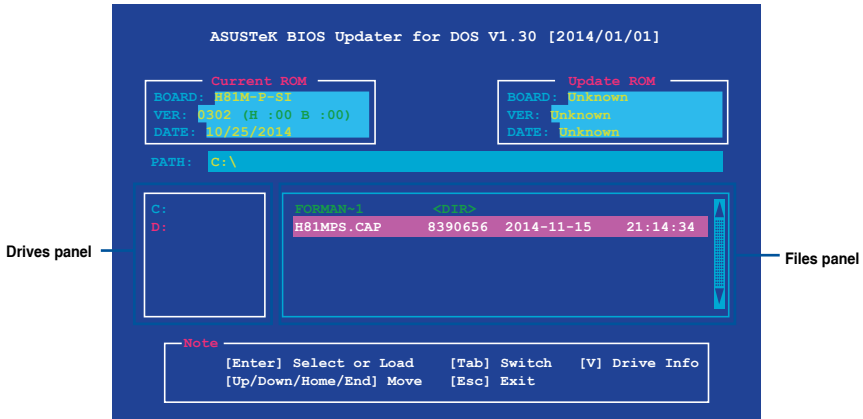 ASUSTeK BIOS Updater for DOS V1.30 [2014/01/01]
Current ROM
BOARD: H81M-P-SI
VER: 0302 (H :00 B :00)
DATE: 10/25/2014
Update ROM
BOARD: Unknown
VER: Unknown
DATE: Unknown
PATH: C:\
C:
D:
FORMAN~1 <DIR>
H81MPS.CAP 8390656 2014-11-15 21:14:34
Drives panel
Files panel
Note
[Enter] Select or Load [Tab] Switch [V] Drive Info
[Up/Down/Home/End] Move [Esc] Exit